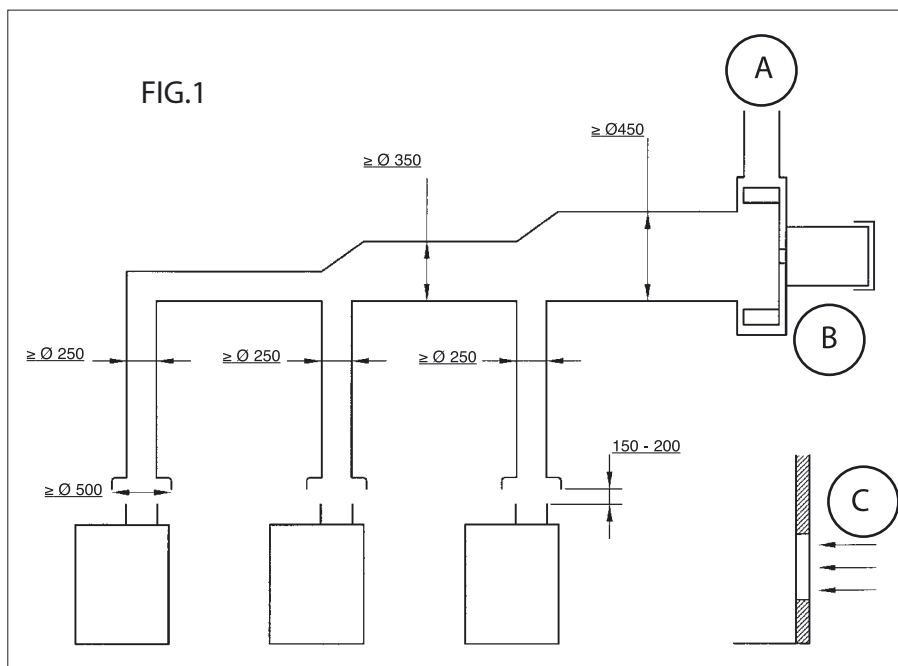 A
FIG.1
≥ Ø450
≥ Ø 350
B
≥ Ø 250
≥ Ø 250
≥ Ø 250
150 - 200
≥ Ø 500
C